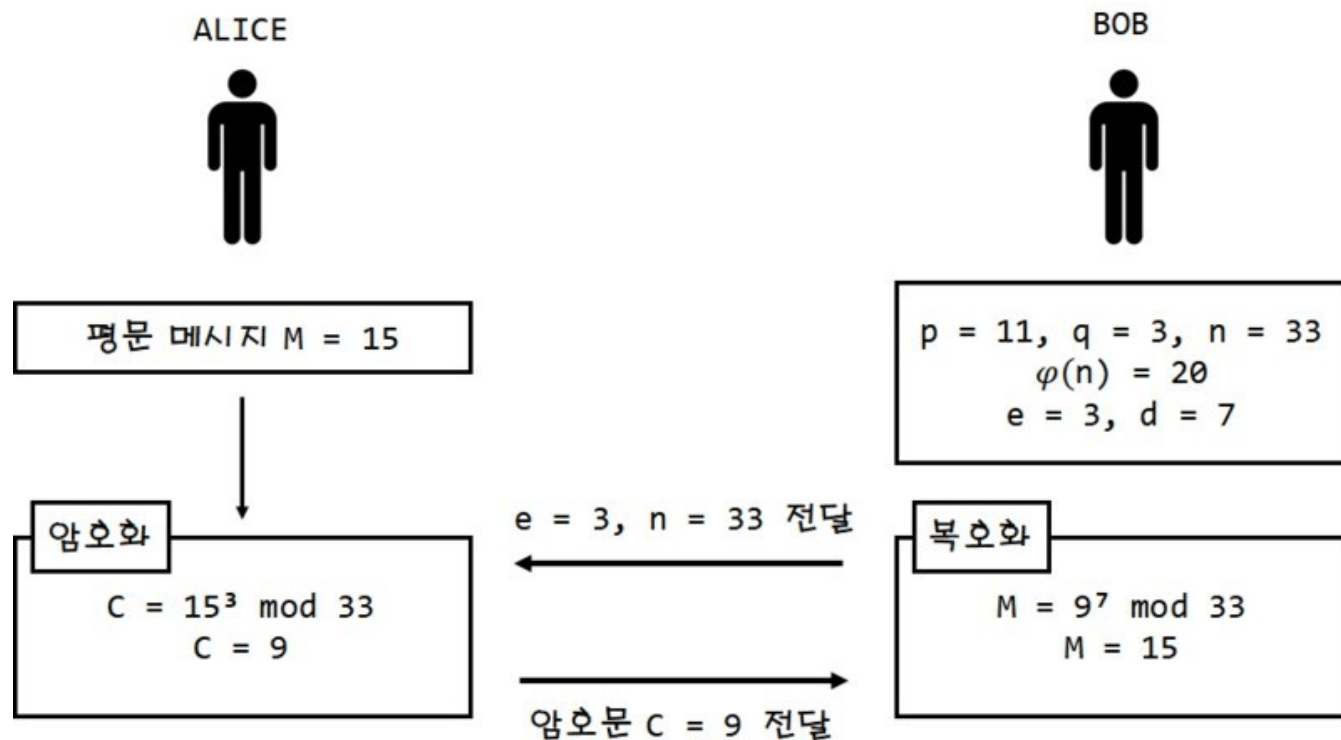 ALICE
BOB
평문 메시지 M = 15
p = 11, q = 3, n = 33
φ(n) = 20
e = 3, d = 7
암호화
e = 3, n = 33 전달
복호화
C = 15³ mod 33
C = 9
M = 9⁷ mod 33
M = 15
암호문 C = 9 전달